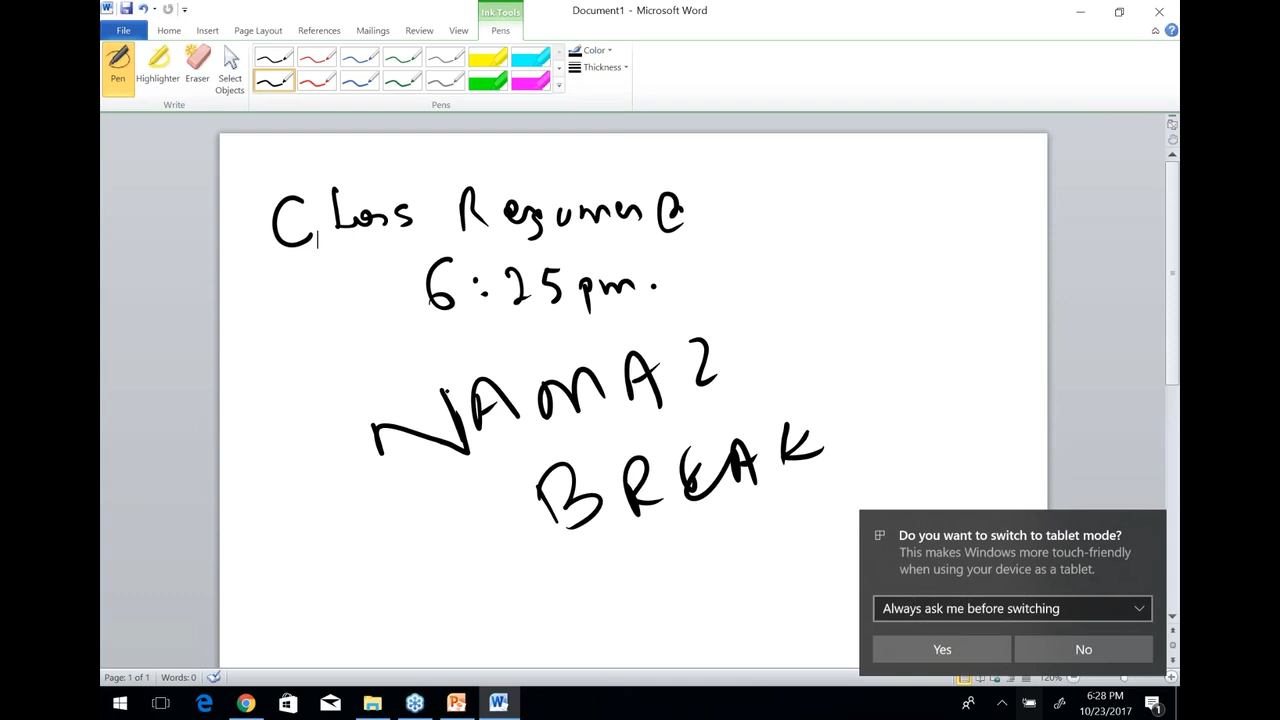 Document1 - Microsoft Word
Ink Tools
File Home Insert Page Layout References Mailings Review View Pens
Pen Highlighter Eraser Select Objects
Color
Thickness
Write Pens
Class Resumes @
6:25pm.
NAMAZ
BREAK
Do you want to switch to tablet mode?
This makes Windows more touch-friendly
when using your device as a tablet.
Always ask me before switching
Yes No
Page: 1 of 1 Words: 0 120%
6:28 PM
10/23/2017